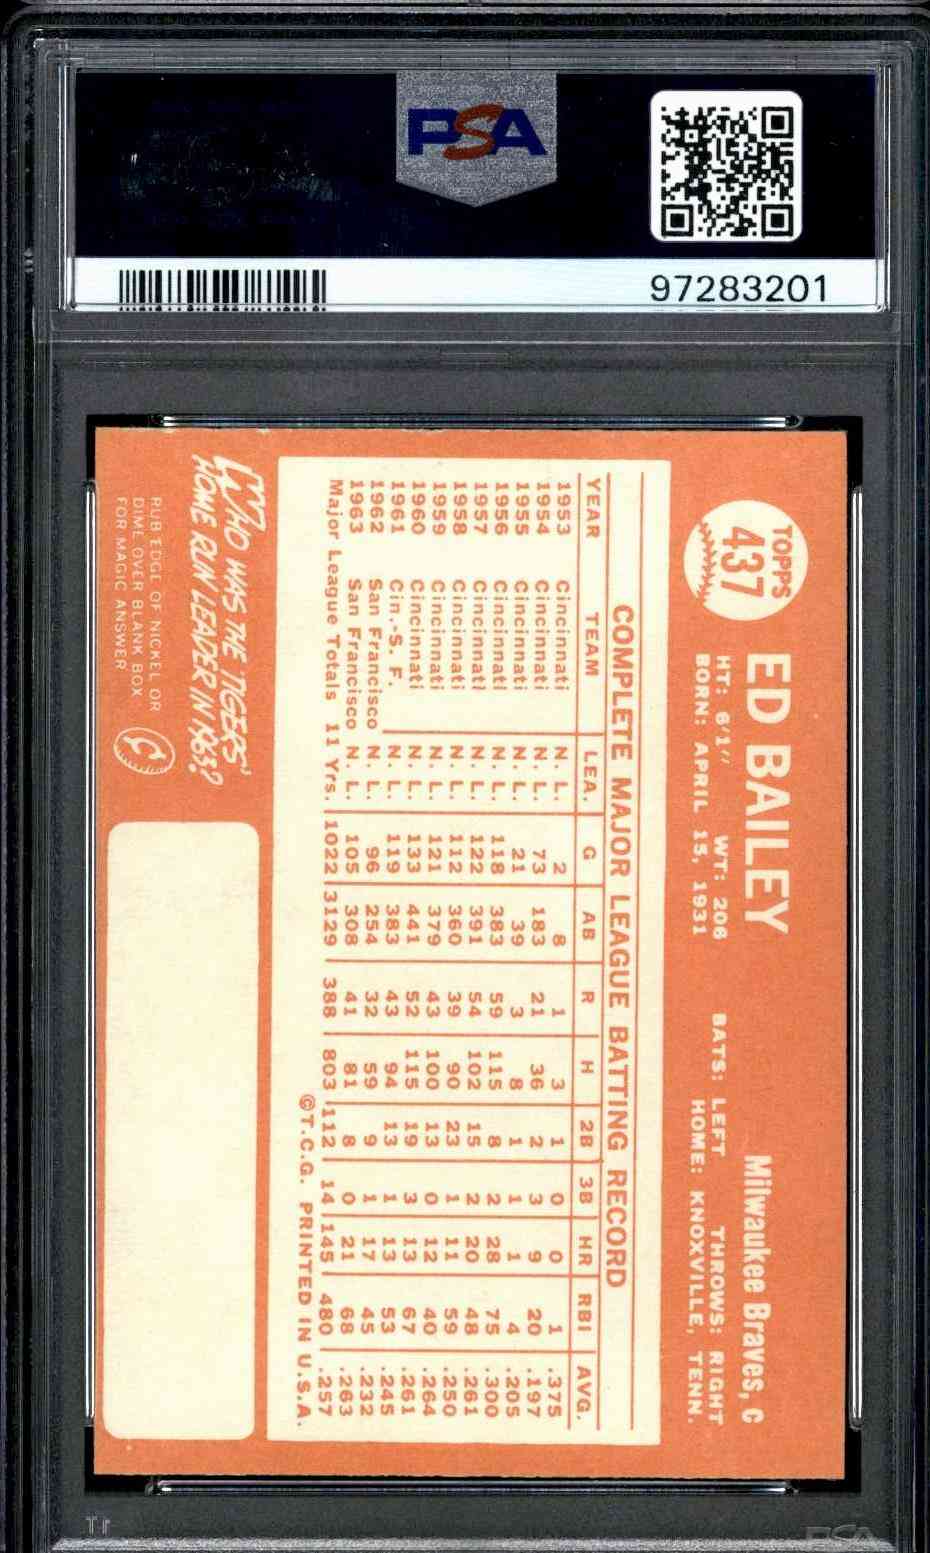 PSA
97283201
TOPPS
437
ED BAILEY
Milwaukee Braves, C
HT: 6'1" WT: 206 BATS: LEFT THROWS: RIGHT
BORN: APRIL 15, 1931 HOME: KNOXVILLE, TENN.
COMPLETE MAJOR LEAGUE BATTING RECORD
YEAR TEAM LEA. G AB R H 2B 3B HR RBI AVG.
1953 Cincinnati N. L. 2 8 1 3 1 0 0 1 .375
1954 Cincinnati N. L. 73 183 21 36 2 3 9 20 .197
1955 Cincinnati N. L. 21 39 3 8 1 1 1 4 .205
1956 Cincinnati N. L. 118 383 59 115 8 2 28 75 .300
1957 Cincinnati N. L. 122 391 54 102 15 2 20 48 .261
1958 Cincinnati N. L. 112 360 39 90 23 1 11 59 .250
1959 Cincinnati N. L. 121 379 43 100 13 0 12 40 .264
1960 Cincinnati N. L. 133 441 52 115 19 3 13 67 .261
1961 Cin.-S. F. N. L. 119 383 43 94 13 1 13 53 .245
1962 San Francisco N. L. 96 254 32 59 9 1 17 45 .232
1963 San Francisco N. L. 105 308 41 81 8 0 21 68 .263
Major League Totals 11 Yrs. 1022 3129 388 803 112 14 145 480 .257
©T.C.G. PRINTED IN U.S.A.
WHO WAS THE TIGERS'
HOME RUN LEADER IN 1963?
RUB EDGE OF NICKEL OR
DIME OVER BLANK BOX
FOR MAGIC ANSWER
PSA